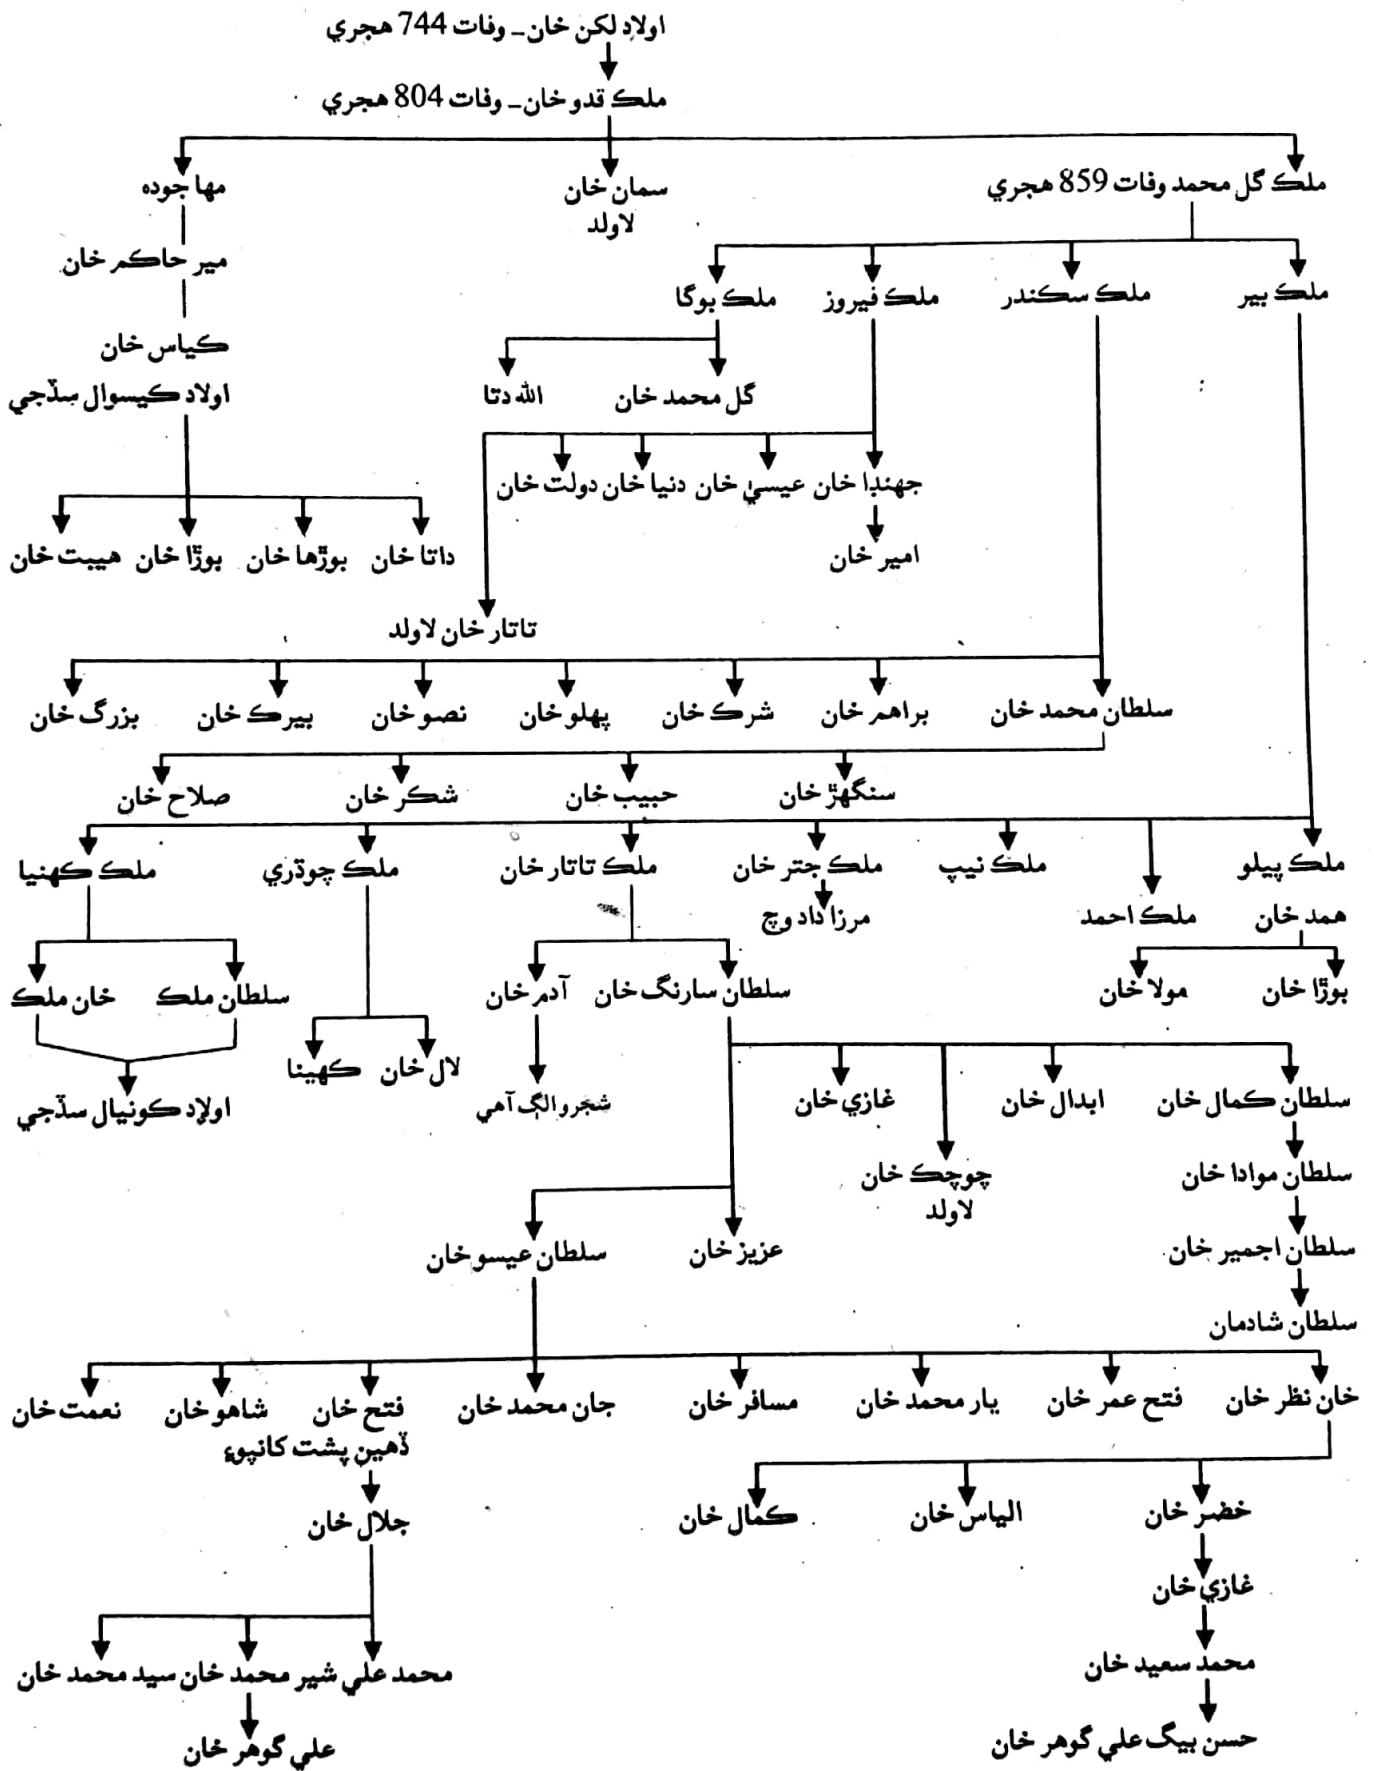 اولاد لکن خان ـ وفات 744 هجري
ملڪ قدو خان ـ وفات 804 هجري
ملڪ گل محمد وفات 859 هجري سمان خان مها جوده
لاولد
مير حاڪم خان
ملڪ بير ملڪ سڪندر ملڪ فيروز ملڪ بوگا
ڪياس خان
گل محمد خان الله دتا اولاد ڪيسوال سڏجي
جهنڊا خان عيسيٰ خان دنيا خان دولت خان
امير خان داتا خان بوڙها خان بوڙا خان هيبت خان
تاتار خان لاولد
سلطان محمد خان براهم خان شرڪ خان پهلو خان نصو خان بيرڪ خان بزرگ خان
سنگهڙ خان حبيب خان شڪر خان صلاح خان
ملڪ پيلو ملڪ نيپ ملڪ جتر خان ملڪ تاتار خان ملڪ چوڌري ملڪ کهنيا
همد خان ملڪ احمد مرزا داد وچ
بوڙا خان مولا خان سلطان سارنگ خان آدم خان سلطان ملڪ خان ملڪ
لال خان کهينا
سلطان ڪمال خان ابدال خان غازي خان شجرو الڳ آهي اولاد ڪونيال سڏجي
سلطان موادا خان چوچڪ خان
لاولد
سلطان اجمير خان عزيز خان سلطان عيسو خان
سلطان شادمان
خان نظر خان فتح عمر خان يار محمد خان مسافر خان جان محمد خان فتح خان شاهو خان نعمت خان
ڏهين پشت کانپوءِ
خضر خان الياس خان ڪمال خان جلال خان
غازي خان
محمد سعيد خان محمد علي شير محمد خان سيد محمد خان
حسن بيگ علي گوهر خان علي گوهر خان